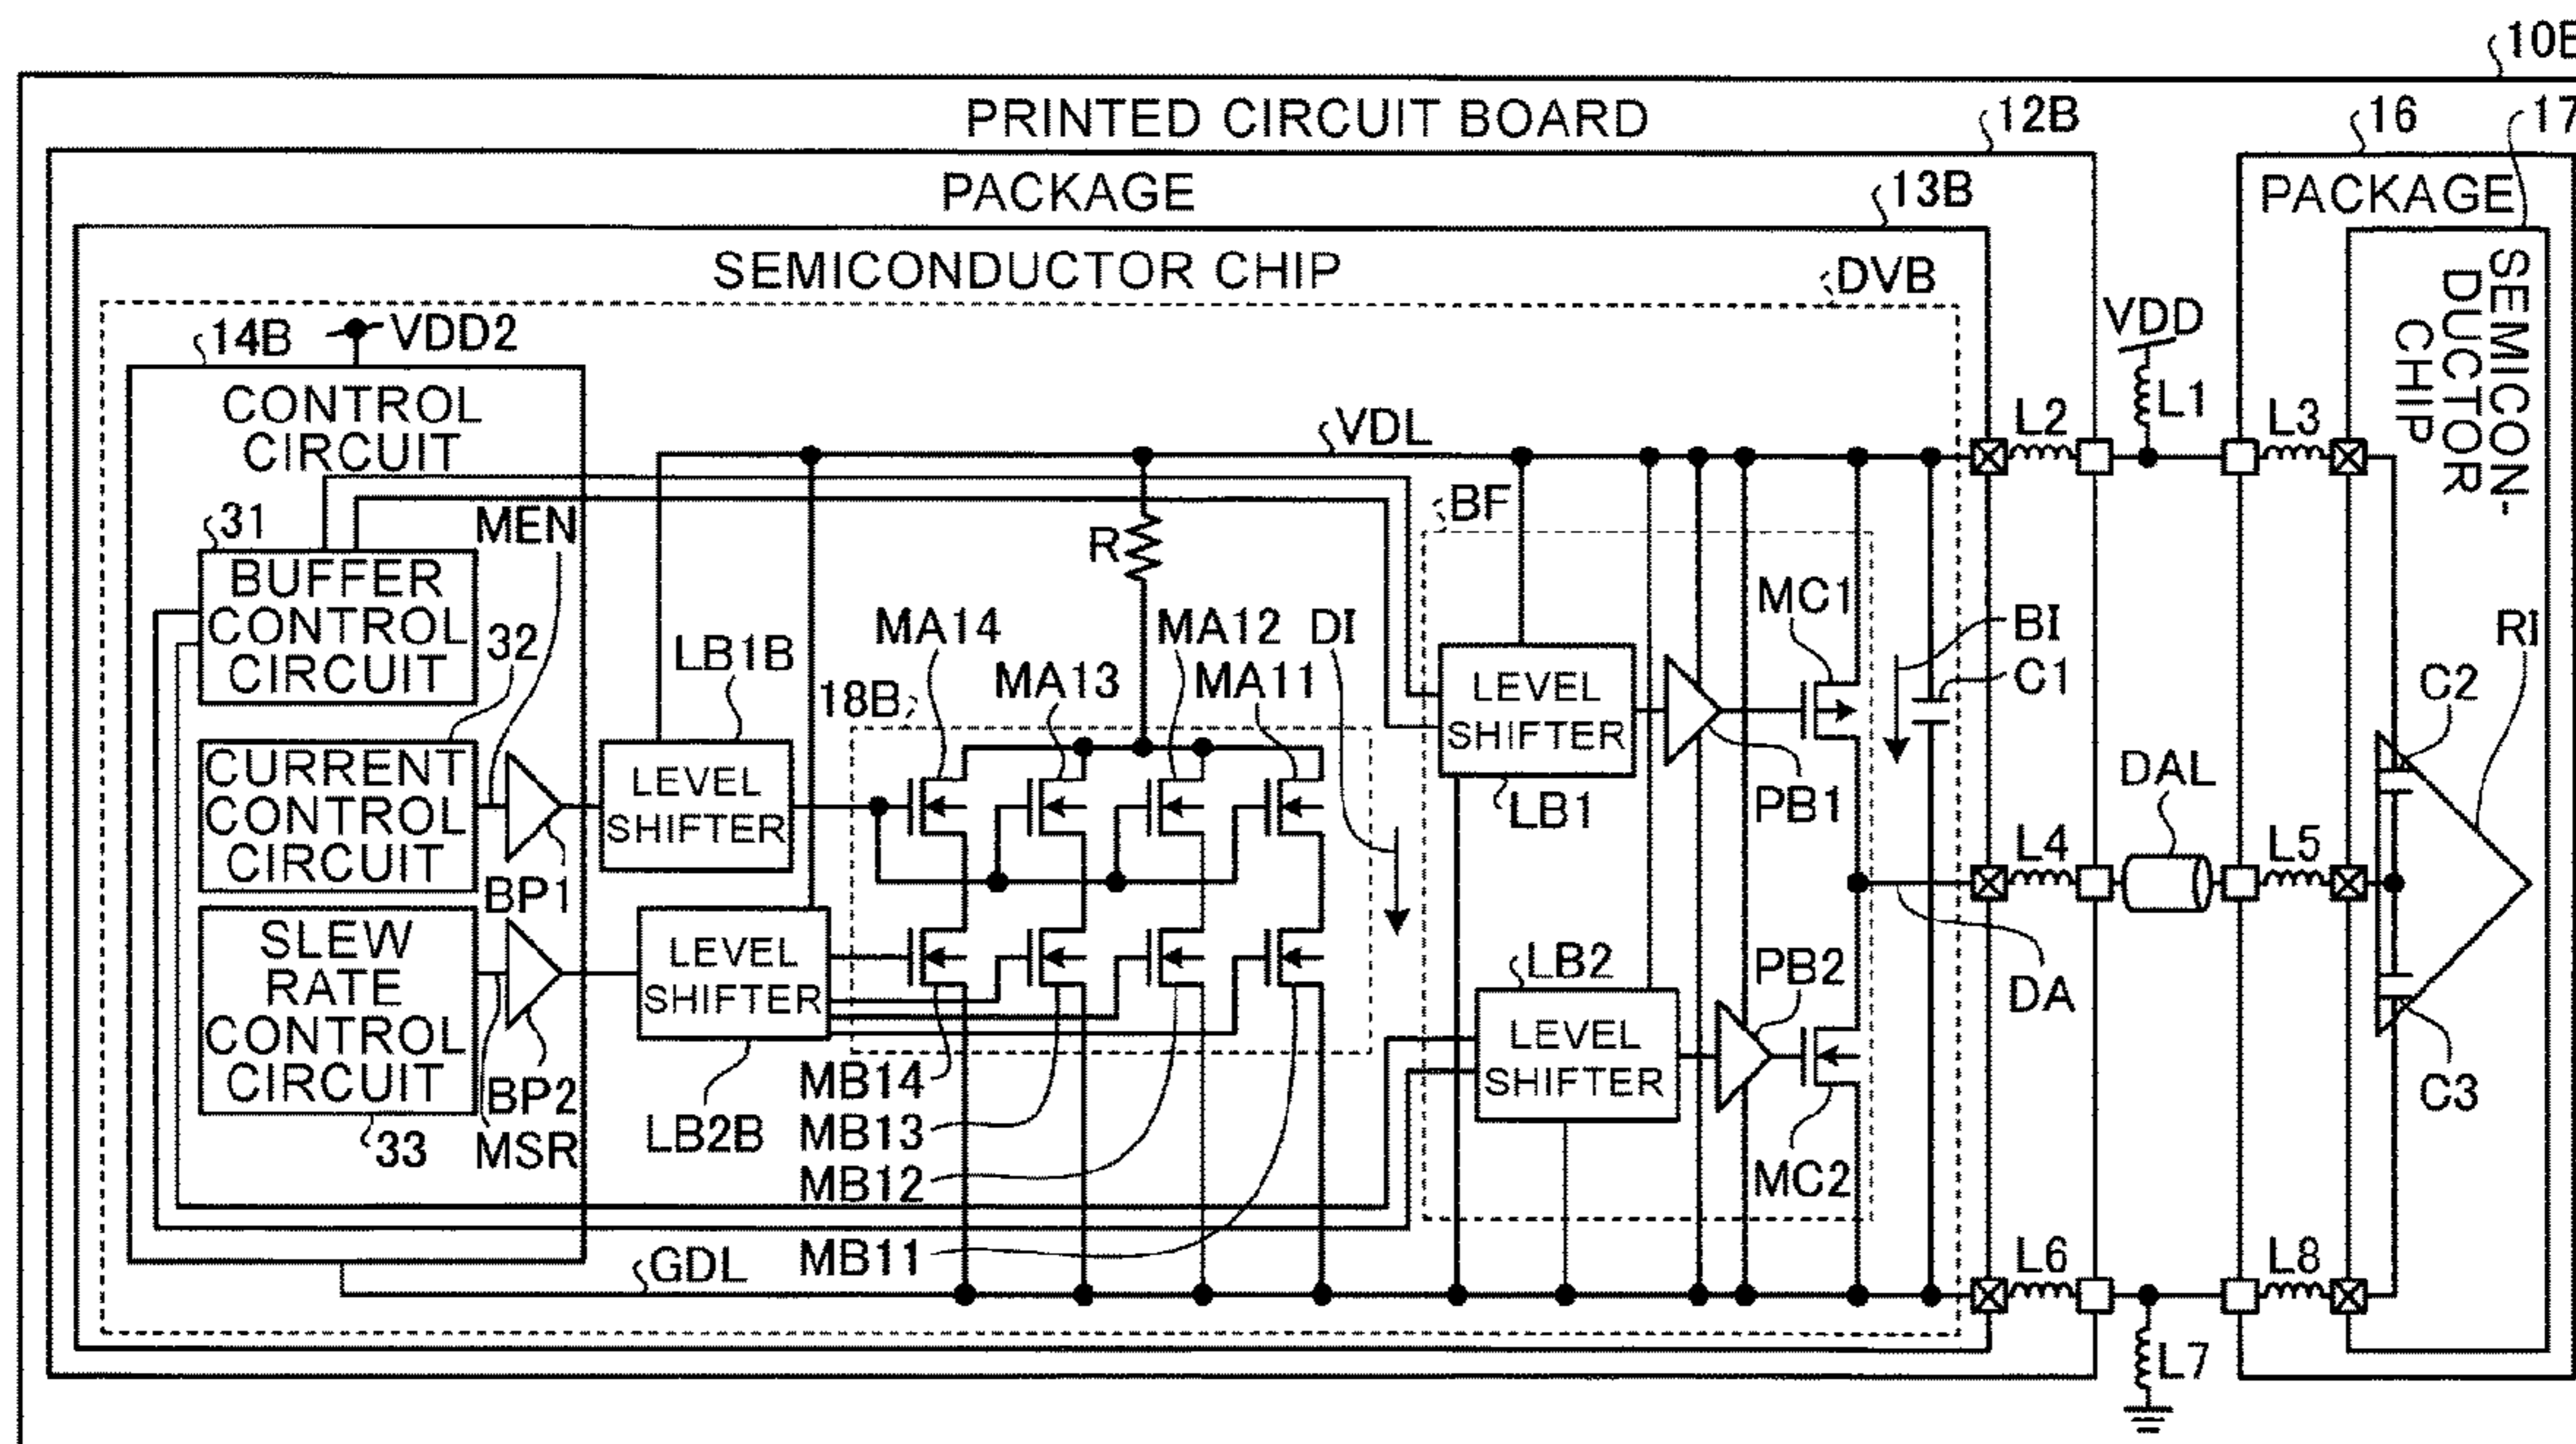 10B
PRINTED CIRCUIT BOARD
12B
16
17
PACKAGE
13B
PACKAGE
SEMICONDUCTOR CHIP
DVB
SEMICON-
DUCTOR
CHIP
14B
VDD2
VDD
CONTROL
CIRCUIT
L1
VDL
L2
L3
31
MEN
BF
BUFFER
CONTROL
CIRCUIT
R
MC1
32
LB1B
MA14
MA13
MA12
MA11
DI
BI
C1
RI
C2
18B
LEVEL
SHIFTER
CURRENT
CONTROL
CIRCUIT
LEVEL
SHIFTER
LB1
PB1
DAL
BP1
L4
L5
SLEW
RATE
CONTROL
CIRCUIT
LEVEL
SHIFTER
LB2
PB2
DA
LEVEL
SHIFTER
BP2
MSR
33
LB2B
MB14
MB13
MB12
MB11
MC2
C3
GDL
L6
L8
L7